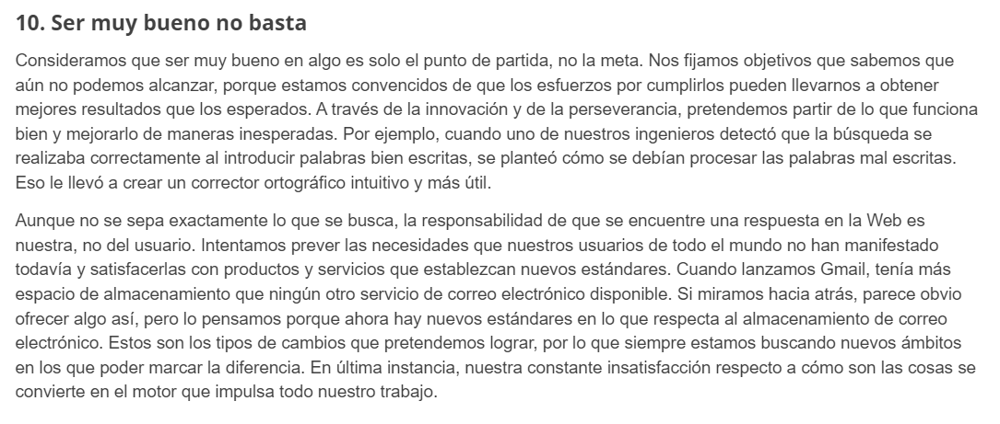 10. Ser muy bueno no basta
Consideramos que ser muy bueno en algo es solo el punto de partida, no la meta. Nos fijamos objetivos que sabemos que
aún no podemos alcanzar, porque estamos convencidos de que los esfuerzos por cumplirlos pueden llevarnos a obtener
mejores resultados que los esperados. A través de la innovación y de la perseverancia, pretendemos partir de lo que funciona
bien y mejorarlo de maneras inesperadas. Por ejemplo, cuando uno de nuestros ingenieros detectó que la búsqueda se
realizaba correctamente al introducir palabras bien escritas, se planteó cómo se debían procesar las palabras mal escritas.
Eso le llevó a crear un corrector ortográfico intuitivo y más útil.
Aunque no se sepa exactamente lo que se busca, la responsabilidad de que se encuentre una respuesta en la Web es
nuestra, no del usuario. Intentamos prever las necesidades que nuestros usuarios de todo el mundo no han manifestado
todavía y satisfacerlas con productos y servicios que establezcan nuevos estándares. Cuando lanzamos Gmail, tenía más
espacio de almacenamiento que ningún otro servicio de correo electrónico disponible. Si miramos hacia atrás, parece obvio
ofrecer algo así, pero lo pensamos porque ahora hay nuevos estándares en lo que respecta al almacenamiento de correo
electrónico. Estos son los tipos de cambios que pretendemos lograr, por lo que siempre estamos buscando nuevos ámbitos
en los que poder marcar la diferencia. En última instancia, nuestra constante insatisfacción respecto a cómo son las cosas se
convierte en el motor que impulsa todo nuestro trabajo.